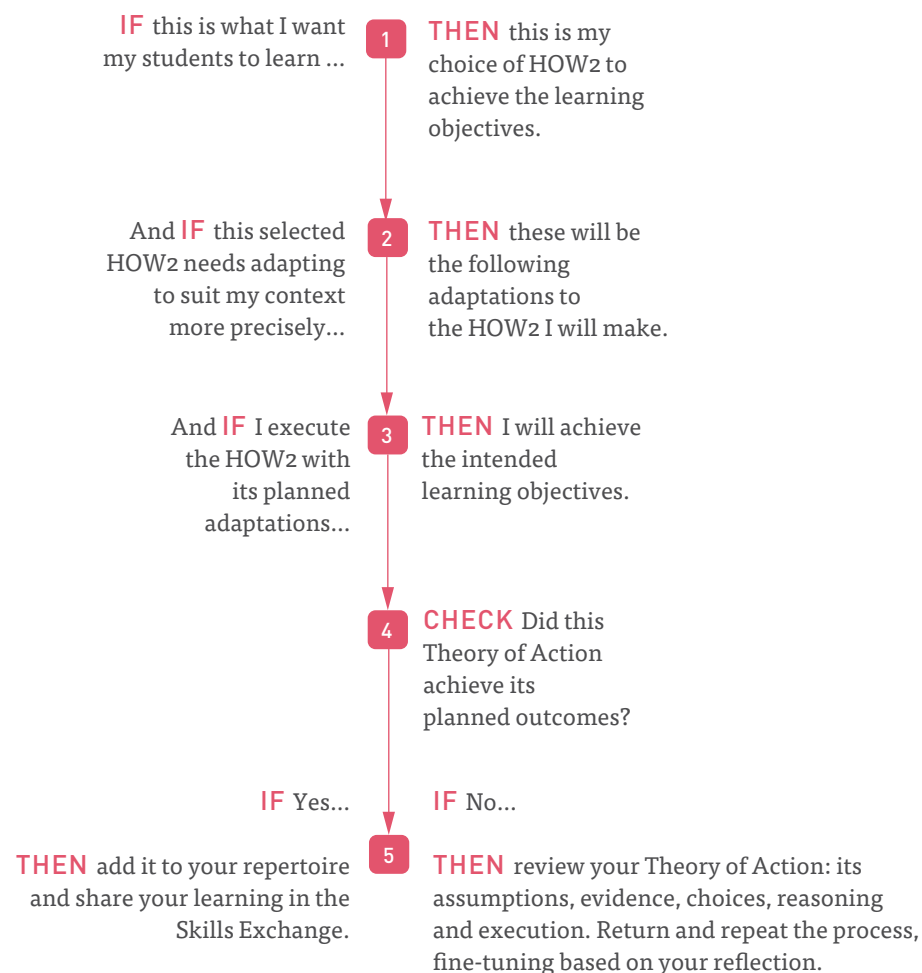 IF this is what I want
my students to learn ...
1
THEN this is my
choice of HOW2 to
achieve the learning
objectives.
And IF this selected
HOW2 needs adapting
to suit my context
more precisely...
2
THEN these will be
the following
adaptations to
the HOW2 I will make.
And IF I execute
the HOW2 with
its planned
adaptations...
3
THEN I will achieve
the intended
learning objectives.
4
CHECK Did this
Theory of Action
achieve its
planned outcomes?
IF Yes...
THEN add it to your repertoire
and share your learning in the
Skills Exchange.
5
IF No...
THEN review your Theory of Action: its
assumptions, evidence, choices, reasoning
and execution. Return and repeat the process,
fine-tuning based on your reflection.